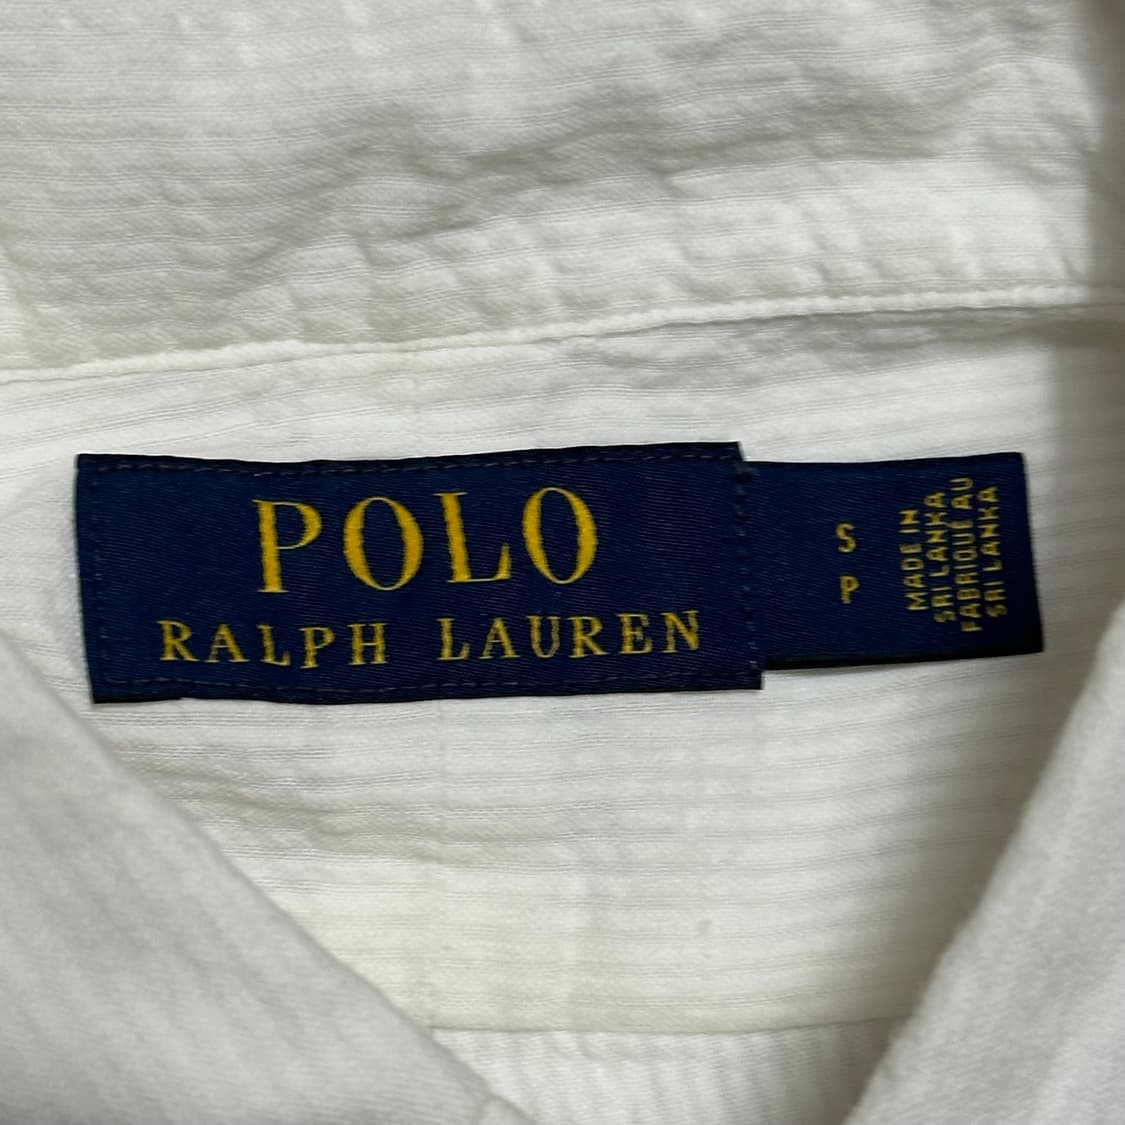 POLO
RALPH LAUREN
S
P
MADE IN
SRI LANKA
FABRIQUÉ AU
SRI LANKA